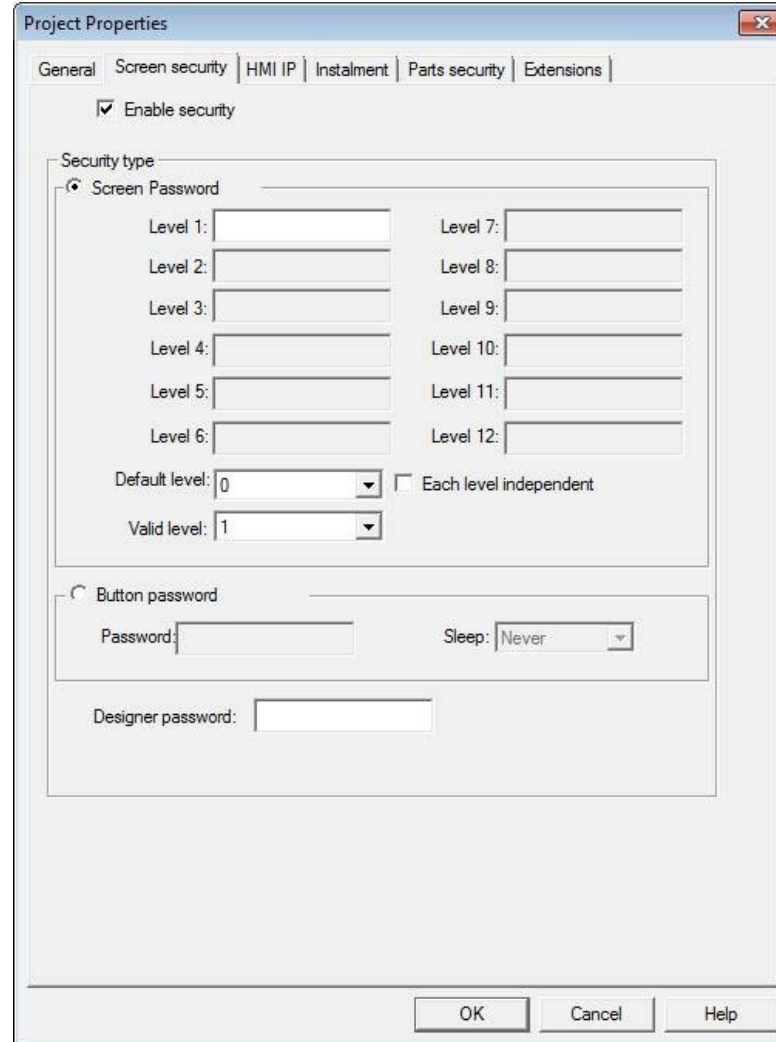 Project Properties
General Screen security HMI IP Instalment Parts security Extensions
Enable security
Security type
Screen Password
Level 1: Level 7:
Level 2: Level 8:
Level 3: Level 9:
Level 4: Level 10:
Level 5: Level 11:
Level 6: Level 12:
Default level: 0 Each level independent
Valid level: 1
Button password
Password: Sleep: Never
Designer password:
OK Cancel Help